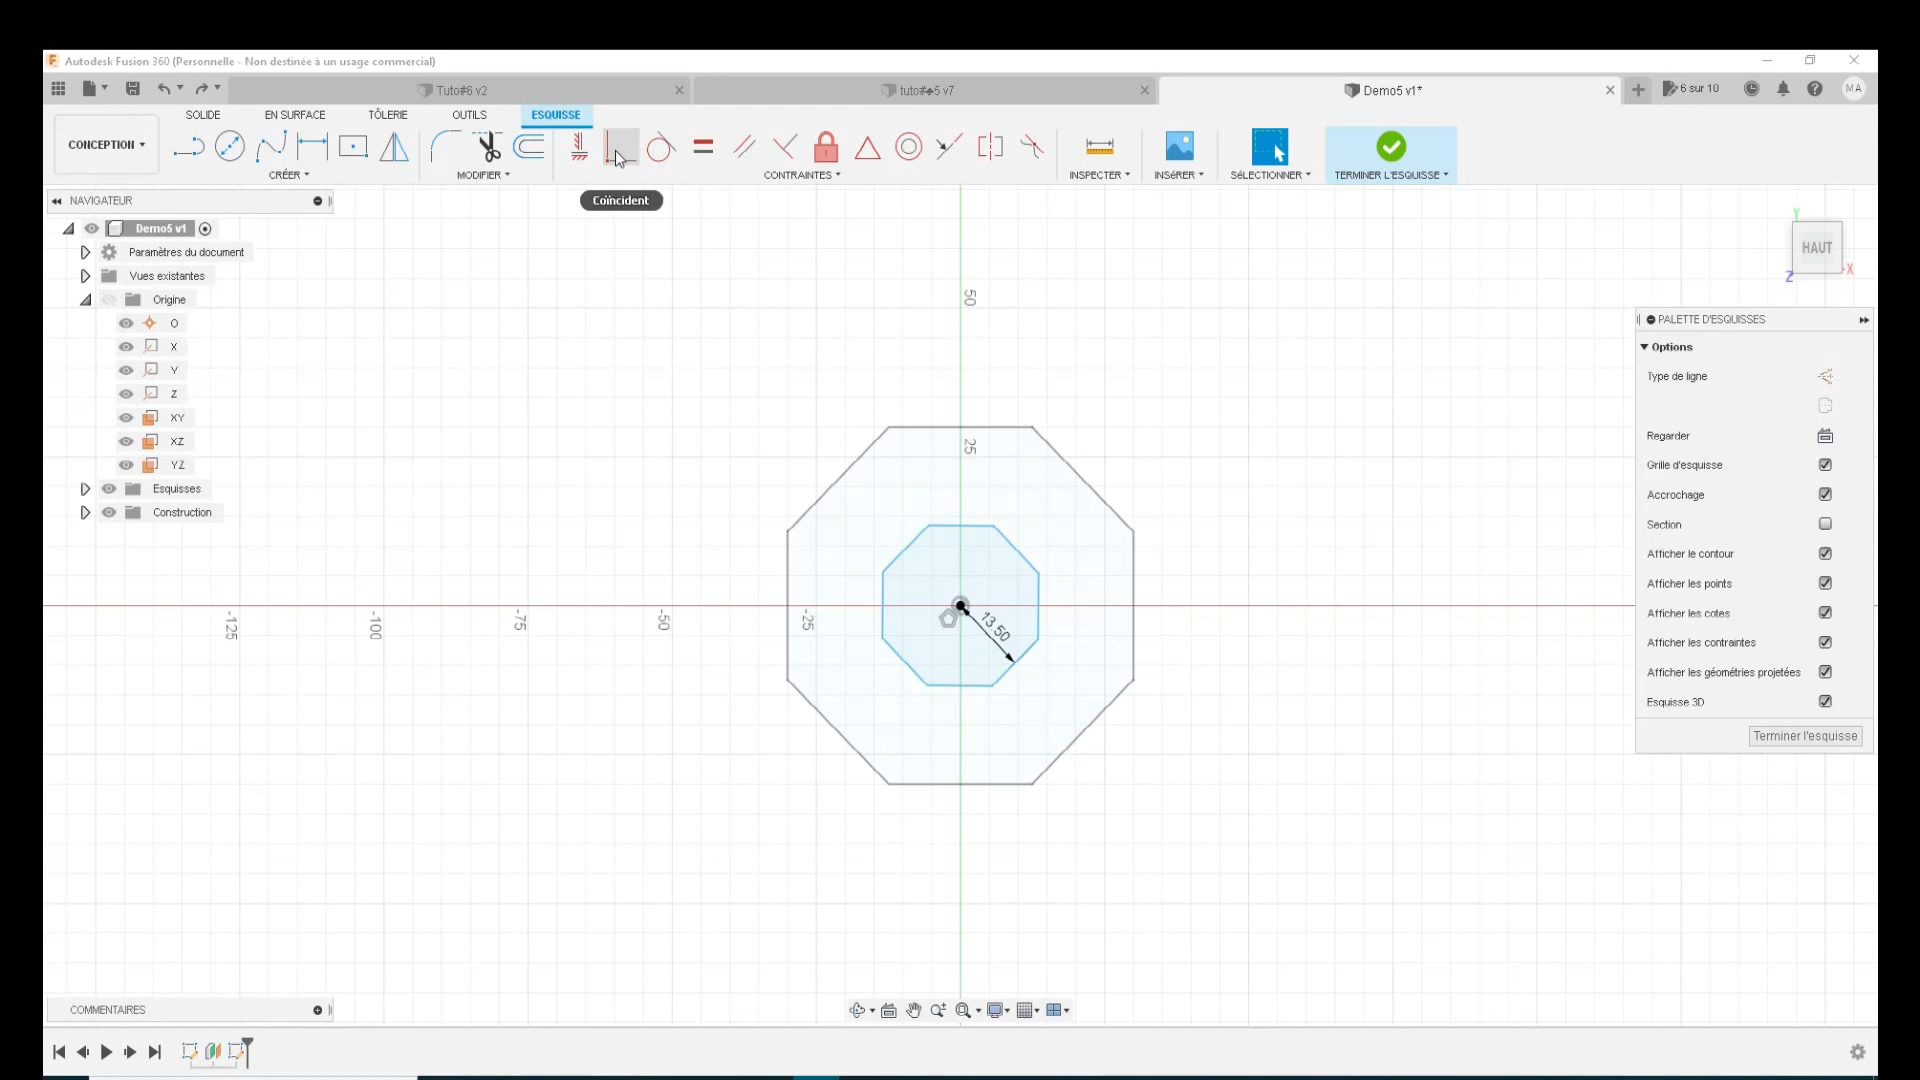 Autodesk Fusion 360 (Personnelle - Non destinée à un usage commercial)
Tuto#6 v2
tuto#♠5 v7
Demo5 v1*
6 sur 10
MA
SOLIDE
EN SURFACE
TÔLERIE
OUTILS
ESQUISSE
CONCEPTION
CRÉER
MODIFIER
CONTRAINTES
INSPECTER
INSÉRER
SÉLECTIONNER
TERMINER L'ESQUISSE
Coïncident
NAVIGATEUR
Demo5 v1
Paramètres du document
Vues existantes
Origine
O
X
Y
Z
XY
XZ
YZ
Esquisses
Construction
50
25
-125
-100
-75
-50
-25
13.50
Y
HAUT
Z
X
PALETTE D'ESQUISSES
Options
Type de ligne
Regarder
Grille d'esquisse
Accrochage
Section
Afficher le contour
Afficher les points
Afficher les cotes
Afficher les contraintes
Afficher les géométries projetées
Esquisse 3D
Terminer l'esquisse
COMMENTAIRES